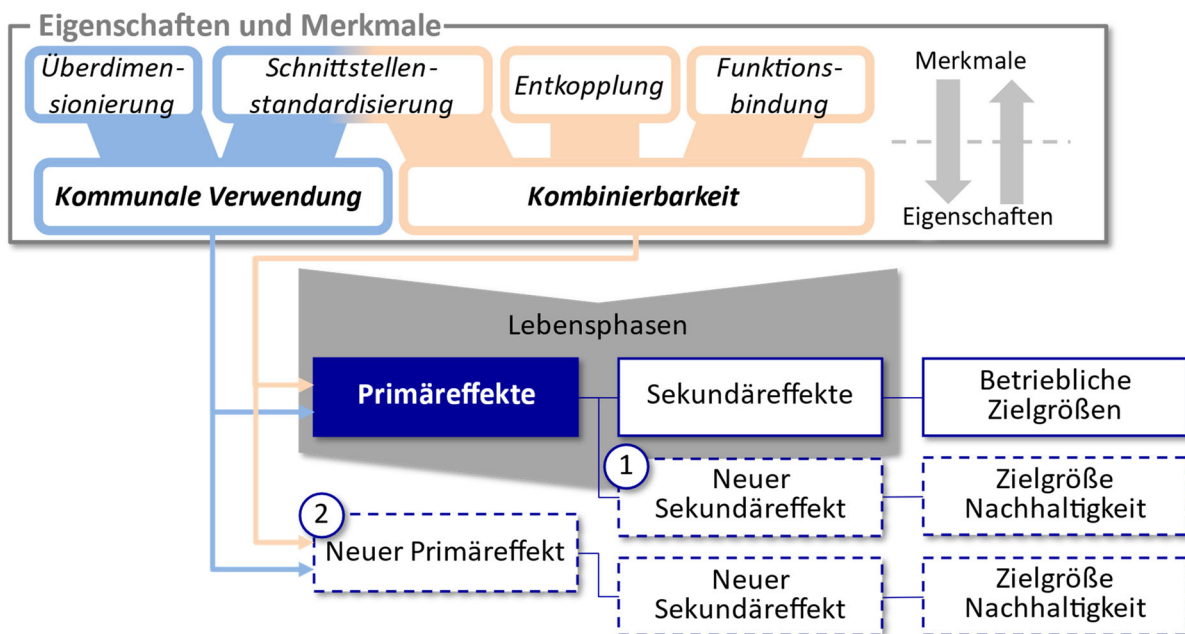 Eigenschaften und Merkmale
Überdimen-
sionierung
Schnittstellen-
standardisierung
Entkopplung
Funktions-
bindung
Merkmale
Kommunale Verwendung
Kombinierbarkeit
Eigenschaften
Lebensphasen
Primäreffekte
Sekundäreffekte
Betriebliche
Zielgrößen
1
Neuer
Sekundäreffekt
Zielgröße
Nachhaltigkeit
2
Neuer Primäreffekt
Neuer
Sekundäreffekt
Zielgröße
Nachhaltigkeit